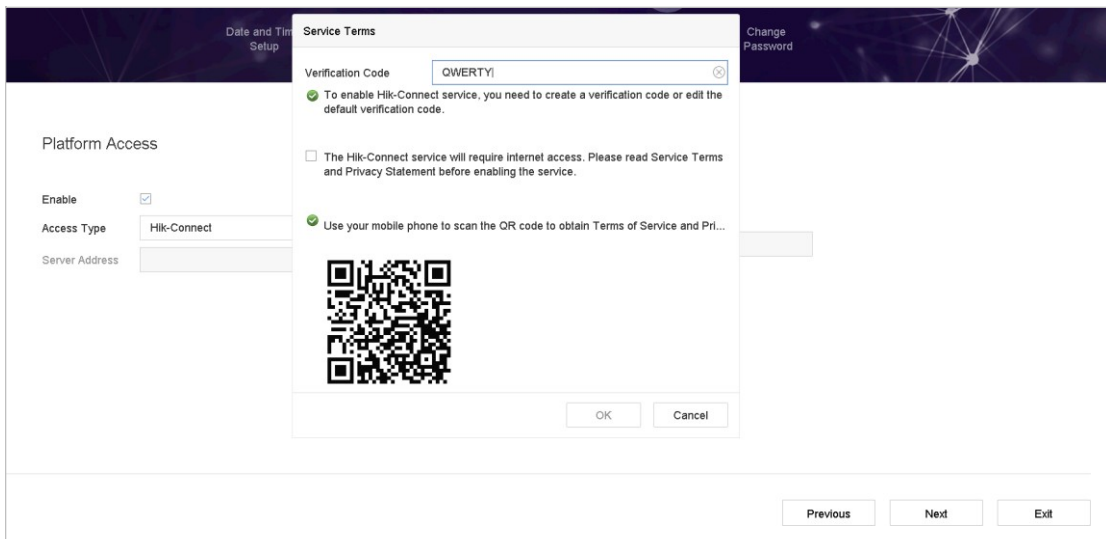 Date and Tim
Setup
Service Terms
Change
Password
Verification Code
QWERTY
To enable Hik-Connect service, you need to create a verification code or edit the
default verification code.
Platform Access
The Hik-Connect service will require internet access. Please read Service Terms
and Privacy Statement before enabling the service.
Enable
Access Type
Hik-Connect
Use your mobile phone to scan the QR code to obtain Terms of Service and Pri...
Server Address
OK
Cancel
Previous
Next
Exit